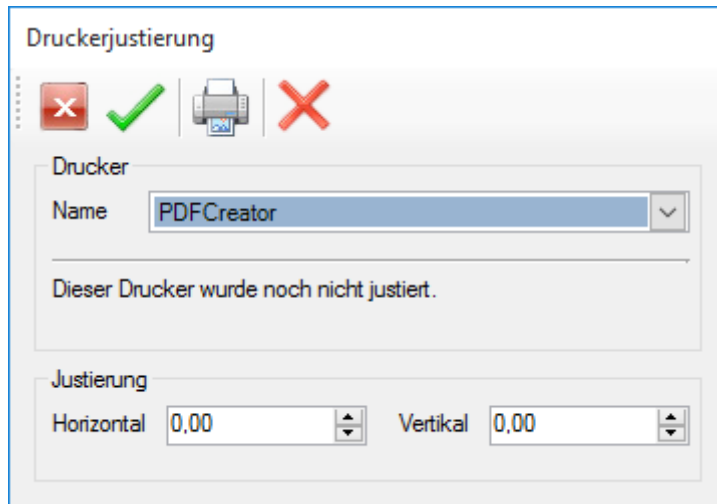 Druckerjustierung
Drucker
Name PDFCreator
Dieser Drucker wurde noch nicht justiert.
Justierung
Horizontal 0,00 Vertikal 0,00